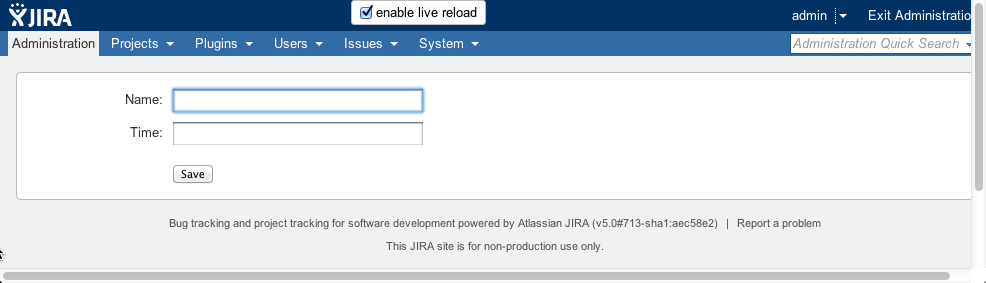 JIRA
enable live reload
admin
Exit Administratio
Administration Projects Plugins Users Issues System
Administration Quick Search
Name:
Time:
Save
Bug tracking and project tracking for software development powered by Atlassian JIRA (v5.0#713-sha1:aec58e2) | Report a problem
This JIRA site is for non-production use only.